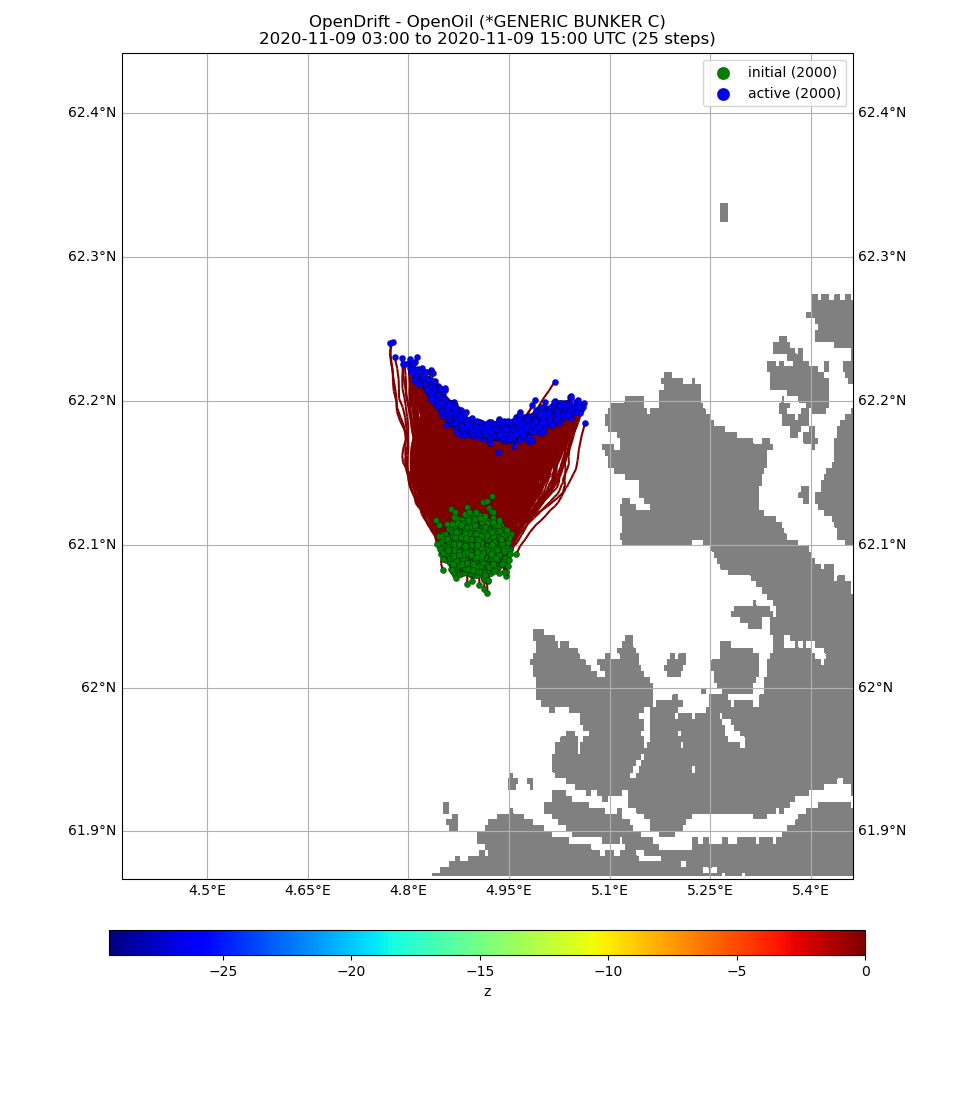 OpenDrift - OpenOil (*GENERIC BUNKER C)
2020-11-09 03:00 to 2020-11-09 15:00 UTC (25 steps)
initial (2000)
active (2000)
62.4°N 62.4°N
62.3°N 62.3°N
62.2°N 62.2°N
62.1°N 62.1°N
62°N 62°N
61.9°N 61.9°N
4.5°E 4.65°E 4.8°E 4.95°E 5.1°E 5.25°E 5.4°E
−25 −20 −15 −10 −5 0
z